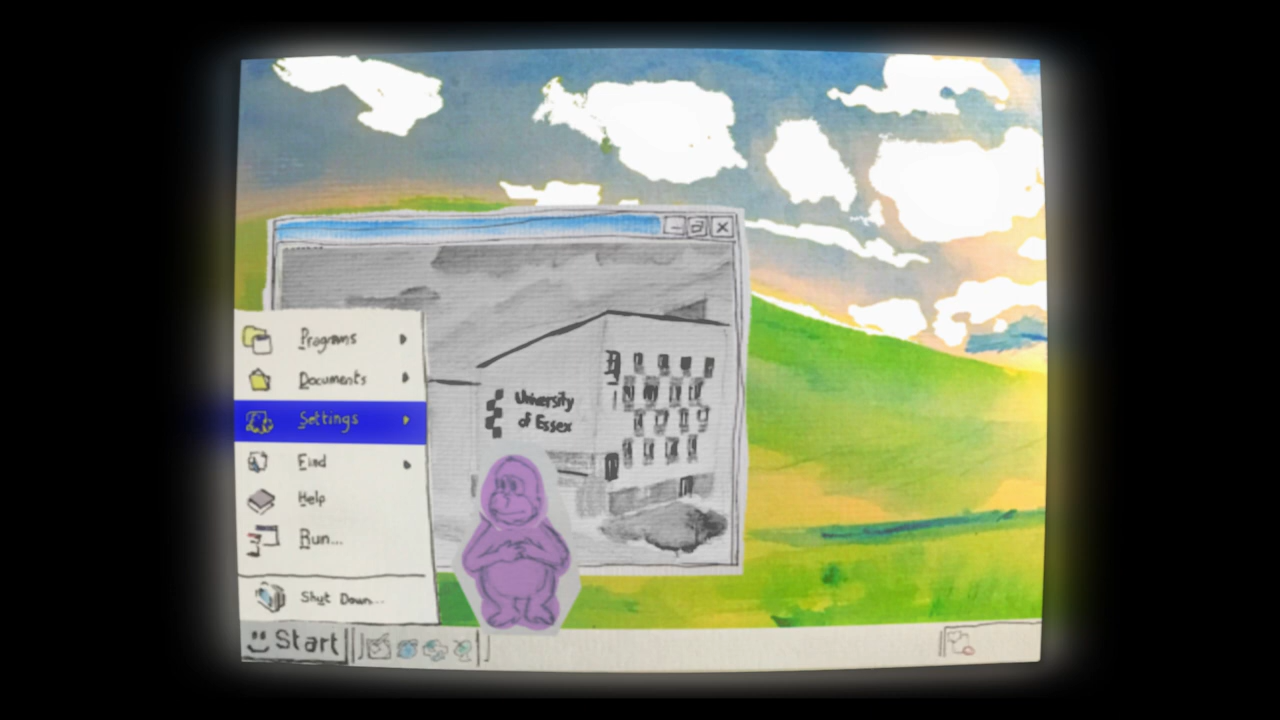 University
of Essex
Programs
Documents
Settings
Find
Help
Run...
Shut Down...
Start